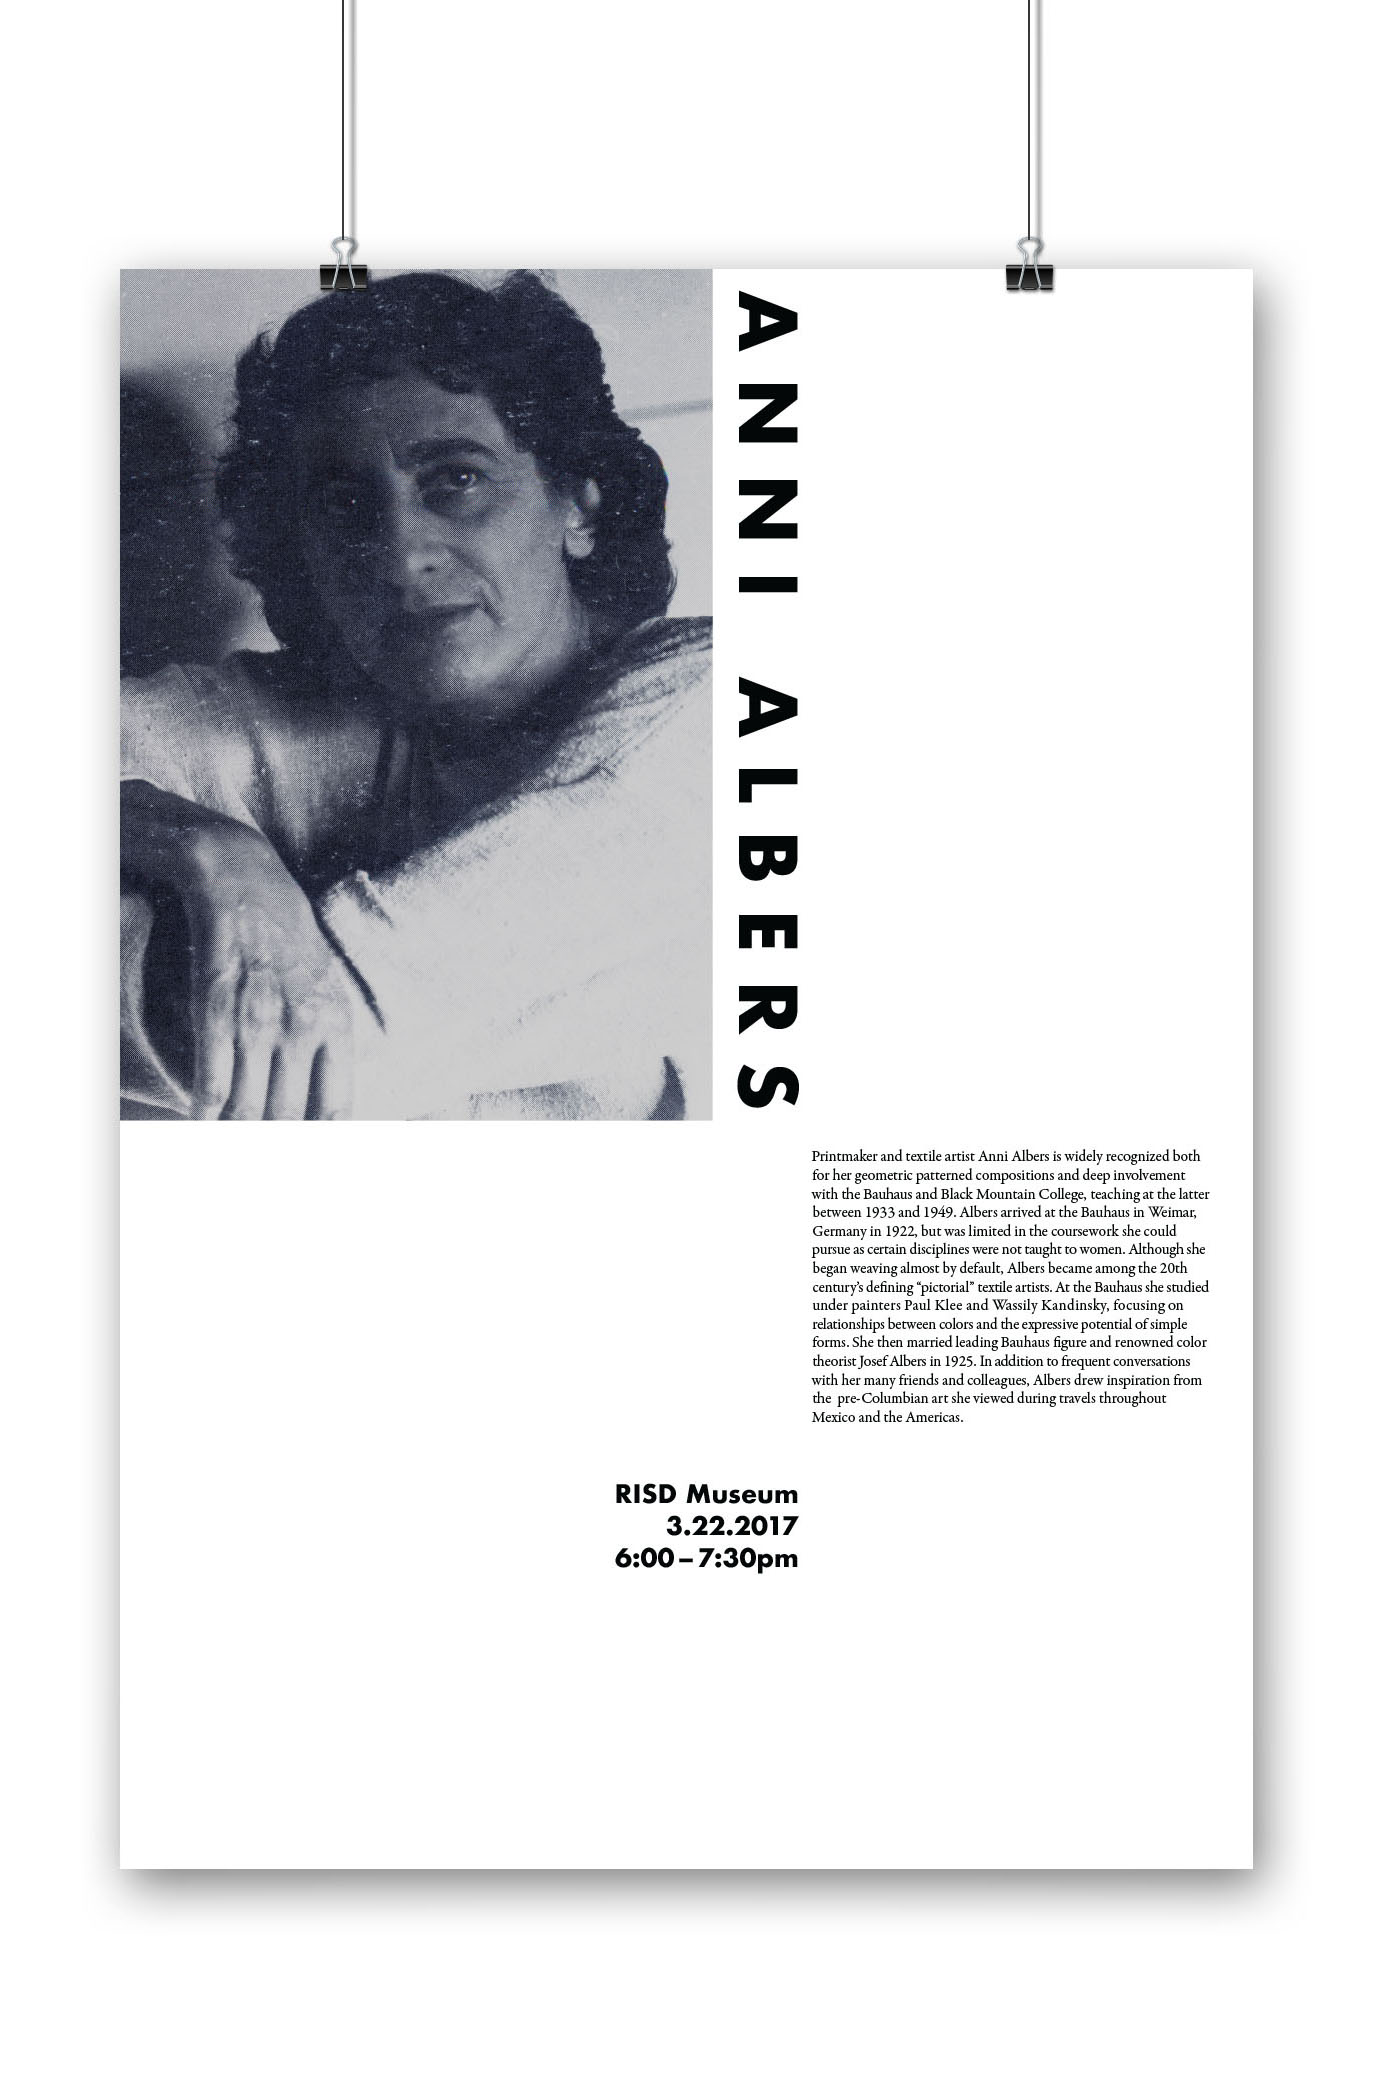 ANNI ALBERS
Printmaker and textile artist Anni Albers is widely recognized both
for her geometric patterned compositions and deep involvement
with the Bauhaus and Black Mountain College, teaching at the latter
between 1933 and 1949. Albers arrived at the Bauhaus in Weimar,
Germany in 1922, but was limited in the coursework she could
pursue as certain disciplines were not taught to women. Although she
began weaving almost by default, Albers became among the 20th
century’s defining “pictorial” textile artists. At the Bauhaus she studied
under painters Paul Klee and Wassily Kandinsky, focusing on
relationships between colors and the expressive potential of simple
forms. She then married leading Bauhaus figure and renowned color
theorist Josef Albers in 1925. In addition to frequent conversations
with her many friends and colleagues, Albers drew inspiration from
the  pre-Columbian art she viewed during travels throughout
Mexico and the Americas.
RISD Museum
3.22.2017
6:00 – 7:30pm